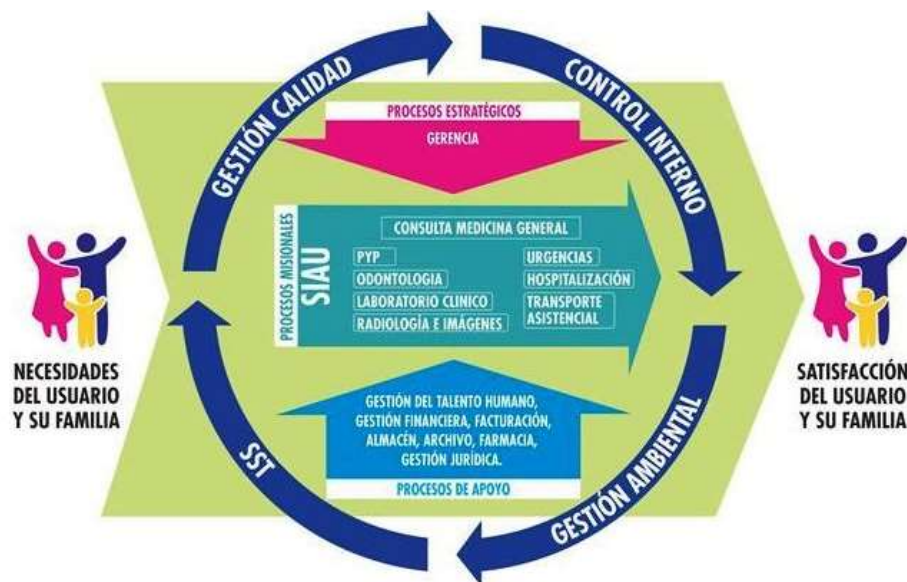 GESTIÓN CALIDAD
CONTROL INTERNO
PROCESOS ESTRATÉGICOS
GERENCIA
PROCESOS MISIONALES
SIAU
CONSULTA MEDICINA GENERAL
PYP
ODONTOLOGIA
LABORATORIO CLINICO
RADIOLOGÍA E IMÁGENES
URGENCIAS
HOSPITALIZACIÓN
TRANSPORTE
ASISTENCIAL
NECESIDADES
DEL USUARIO
Y SU FAMILIA
SATISFACCIÓN
DEL USUARIO
Y SU FAMILIA
GESTIÓN DEL TALENTO HUMANO,
GESTIÓN FINANCIERA, FACTURACIÓN,
ALMACÉN, ARCHIVO, FARMACIA,
GESTIÓN JURÍDICA.
PROCESOS DE APOYO
SST
GESTIÓN AMBIENTAL